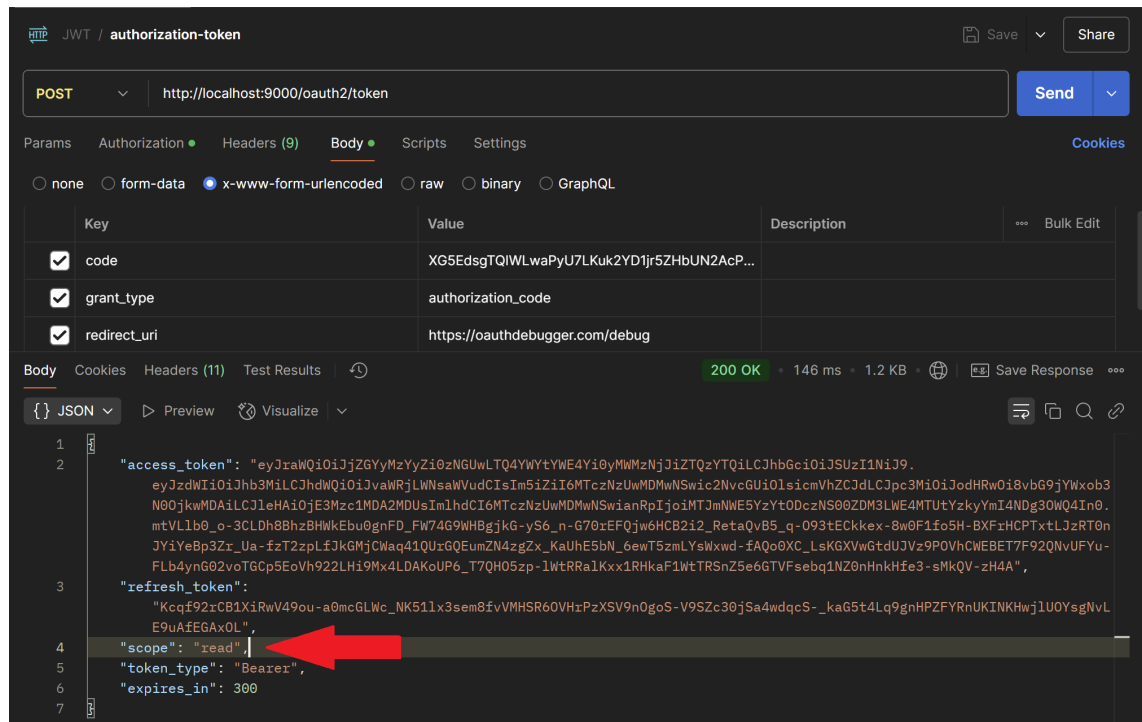 HTTP JWT / authorization-token Save Share
POST http://localhost:9000/oauth2/token Send
Params Authorization Headers (9) Body Scripts Settings Cookies
none form-data x-www-form-urlencoded raw binary GraphQL
Key Value Description Bulk Edit
code XG5EdsgTQIWLwaPyU7LKuk2YD1jr5ZHbUN2AcP...
grant_type authorization_code
redirect_uri https://oauthdebugger.com/debug
Body Cookies Headers (11) Test Results 200 OK 146 ms 1.2 KB e.g. Save Response
{} JSON Preview Visualize
1 {
2 "access_token": "eyJraWQiOiJjZGYyMzYyZi0zNGUwLTQ4YWYtYWE4Yi0yMWMzNjJiZTQzYTQiLCJhbGciOiJSUzI1NiJ9.
eyJzdWIiOiJhb3MiLCJhdWQiOiJvaWRjLWNsaWVudCIsIm5iZiI6MTczNzUwMDMwNSwic2NvcGUiOlsicmVhZCJdLCJpc3MiOiJodHRwOi8vbG9jYWxob3
N0OjkwMDAiLCJleHAiOjE3Mzc1MDA2MDUsImlhdCI6MTczNzUwMDMwNSwianRpIjoiMTJmNWE5YzYtODczNS00ZDM3LWE4MTUtYzkyYmI4NDg3OWQ4In0.
mtVLlb0_o-3CLDh8BhzBHWkEbu0gnFD_FW74G9WHBgjkG-yS6_n-G70rEFQjw6HCB2i2_RetaQvB5_q-O93tECkkex-8w0F1fo5H-BXFrHCPTxtLJzRT0n
JYiYeBp3Zr_Ua-fzT2zpLfJkGMjCWaq41QUrGQEumZN4zgZx_KaUhE5bN_6ewT5zmLYsWxwd-fAQo0XC_LsKGXVwGtdUJVz9POVhCWEBET7F92QNvUFYu-
FLb4ynG02voTGCp5EoVh922LHi9Mx4LDAKoUP6_T7QHO5zp-lWtRRalKxx1RHkaF1WtTRSnZ5e6GTVFsebq1NZ0nHnkHfe3-sMkQV-zH4A",
3 "refresh_token":
"Kcqf92rCB1XiRwV49ou-a0mcGLWc_NK51lx3sem8fvVMHSR6OVHrPzXSV9nOgoS-V9SZc30jSa4wdqcS-_kaG5t4Lq9gnHPZFYRnUKINKHwjlUOYsgNvL
E9uAfEGAxOL",
4 "scope": "read",
5 "token_type": "Bearer",
6 "expires_in": 300
7 }